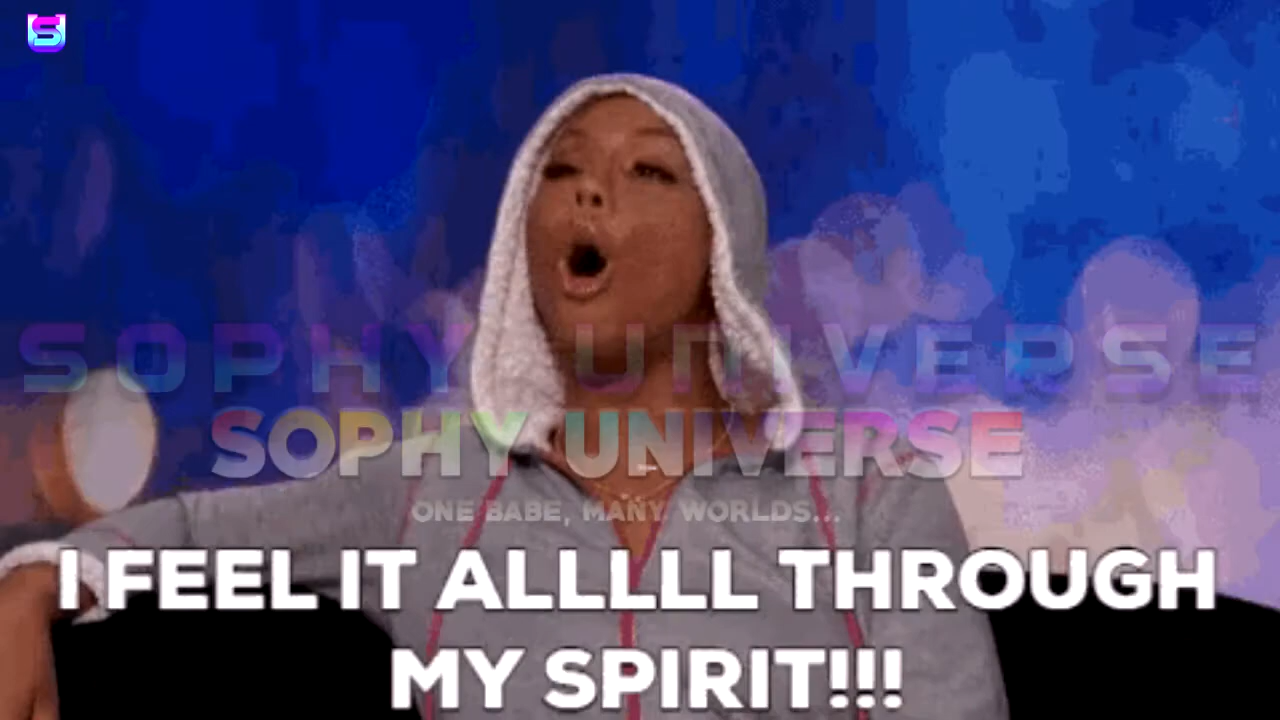 S
SOPHY UNIVERSE
SOPHY UNIVERSE
ONE BABE, MANY WORLDS...
I FEEL IT ALLLLL THROUGH
MY SPIRIT!!!